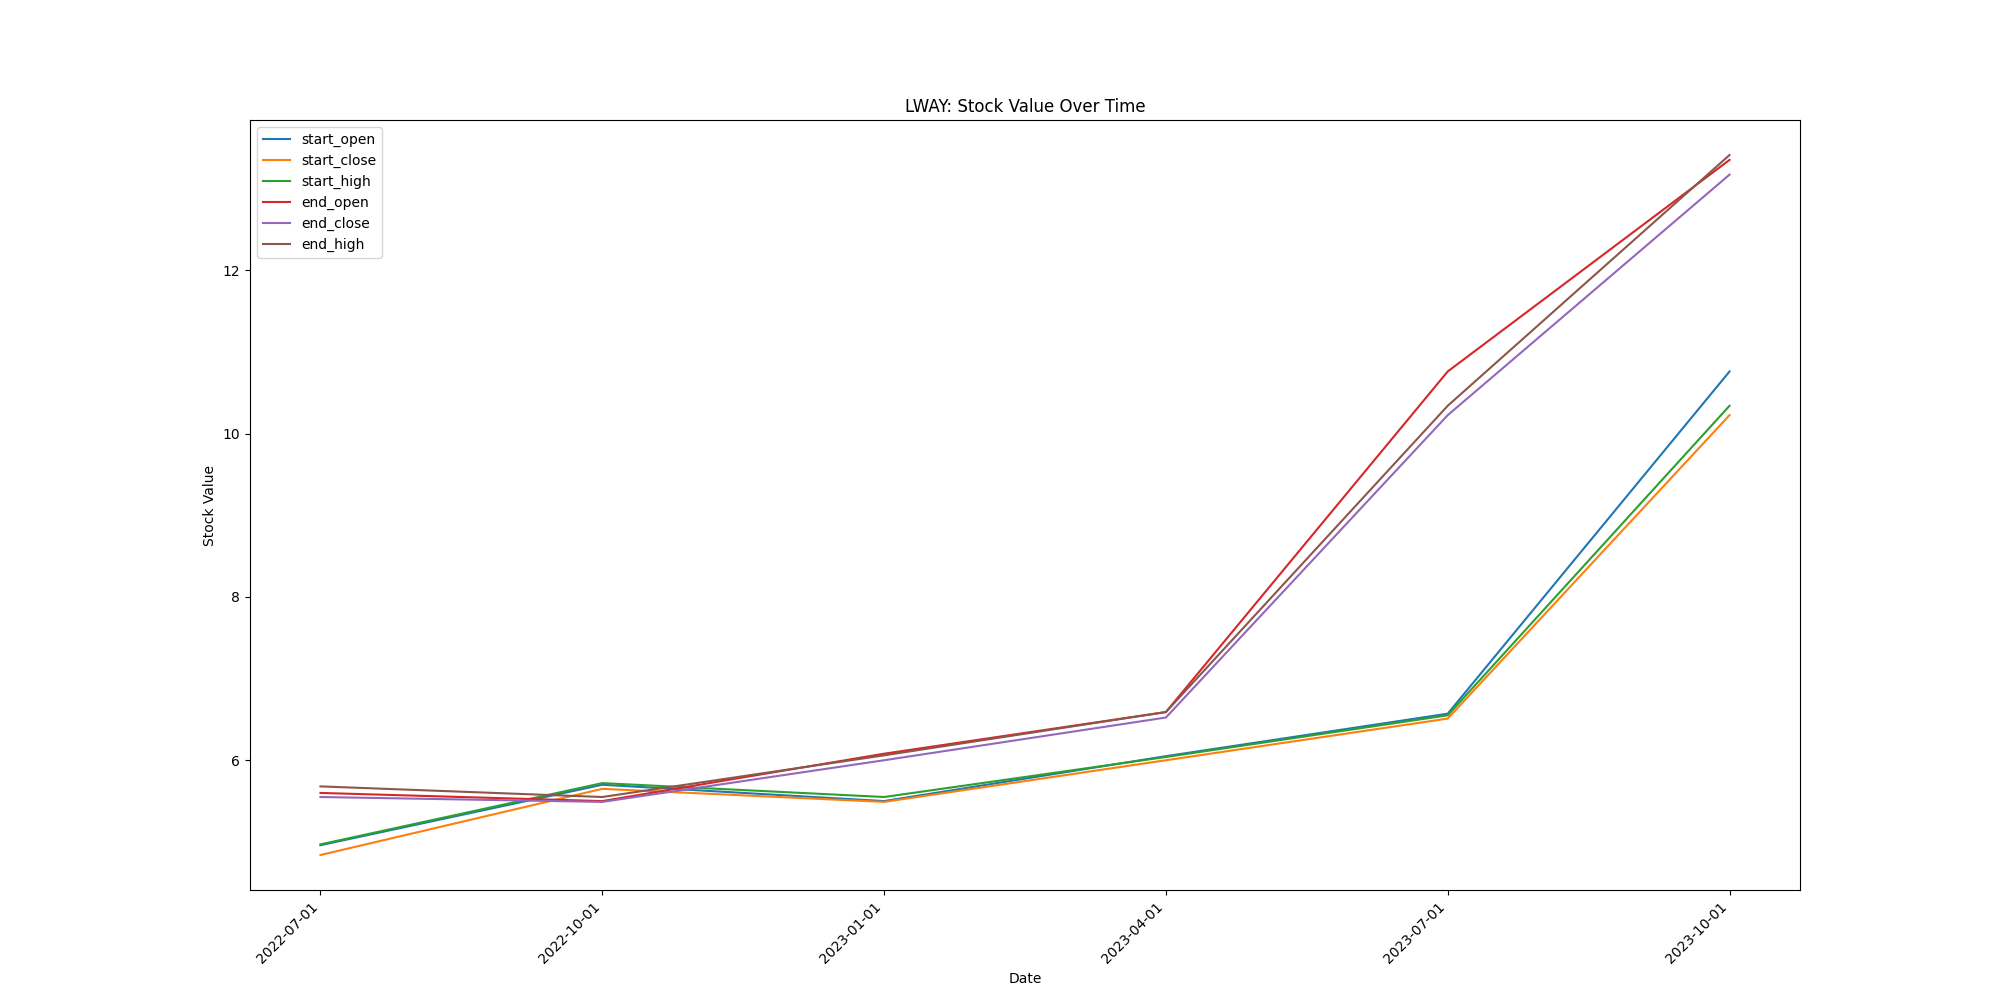 LWAY: Stock Value Over Time
start_open
start_close
start_high
end_open
end_close
end_high
12
10
8
6
Stock Value
2022-07-01
2022-10-01
2023-01-01
2023-04-01
2023-07-01
2023-10-01
Date